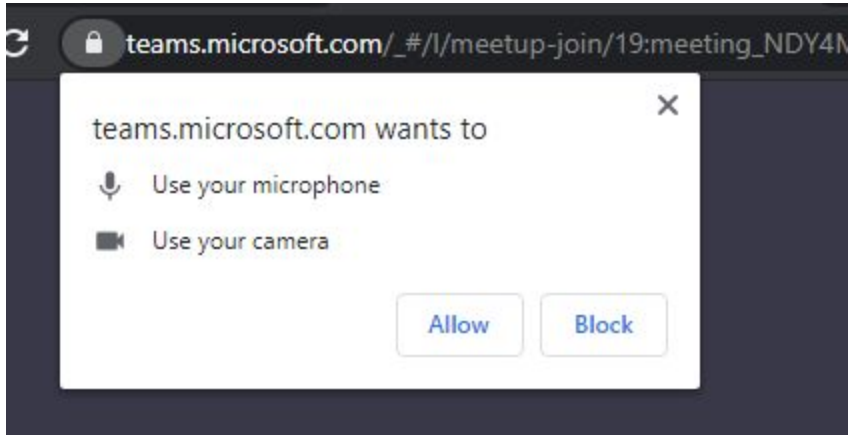 teams.microsoft.com/_#/l/meetup-join/19:meeting_NDY4M
teams.microsoft.com wants to
Use your microphone
Use your camera
Allow Block